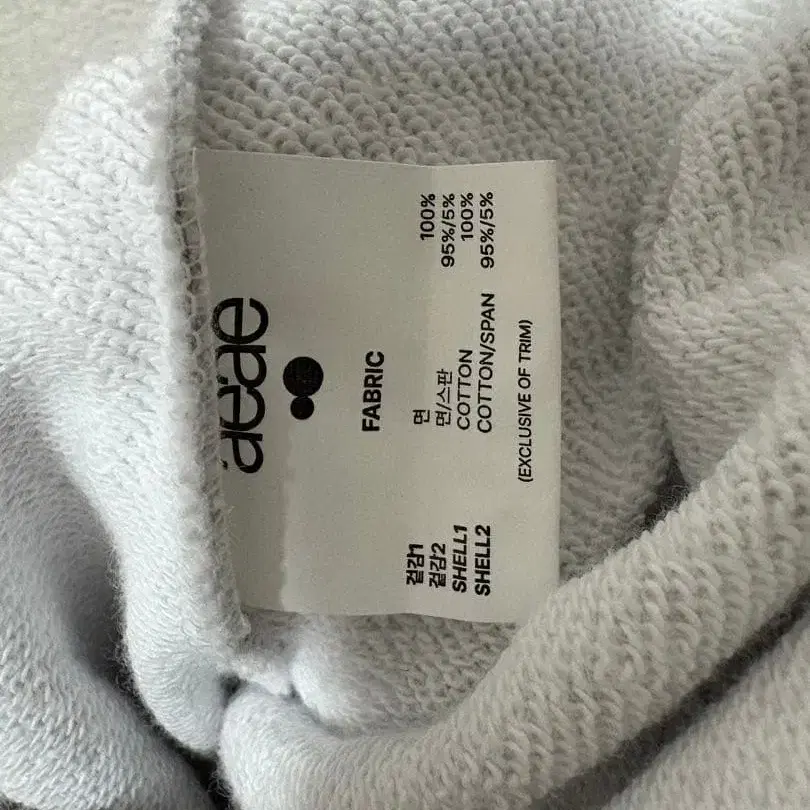 aeae
FABRIC
겉감1 면 100%
겉감2 면/스판 95%/5%
SHELL1 COTTON 100%
SHELL2 COTTON/SPAN 95%/5%
(EXCLUSIVE OF TRIM)